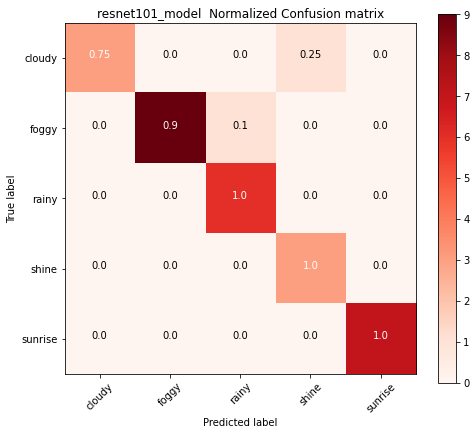 resnet101_model  Normalized Confusion matrix
True label
cloudy 0.75 0.0 0.0 0.25 0.0
foggy 0.0 0.9 0.1 0.0 0.0
rainy 0.0 0.0 1.0 0.0 0.0
shine 0.0 0.0 0.0 1.0 0.0
sunrise 0.0 0.0 0.0 0.0 1.0
cloudy foggy rainy shine sunrise
Predicted label
9
8
7
6
5
4
3
2
1
0